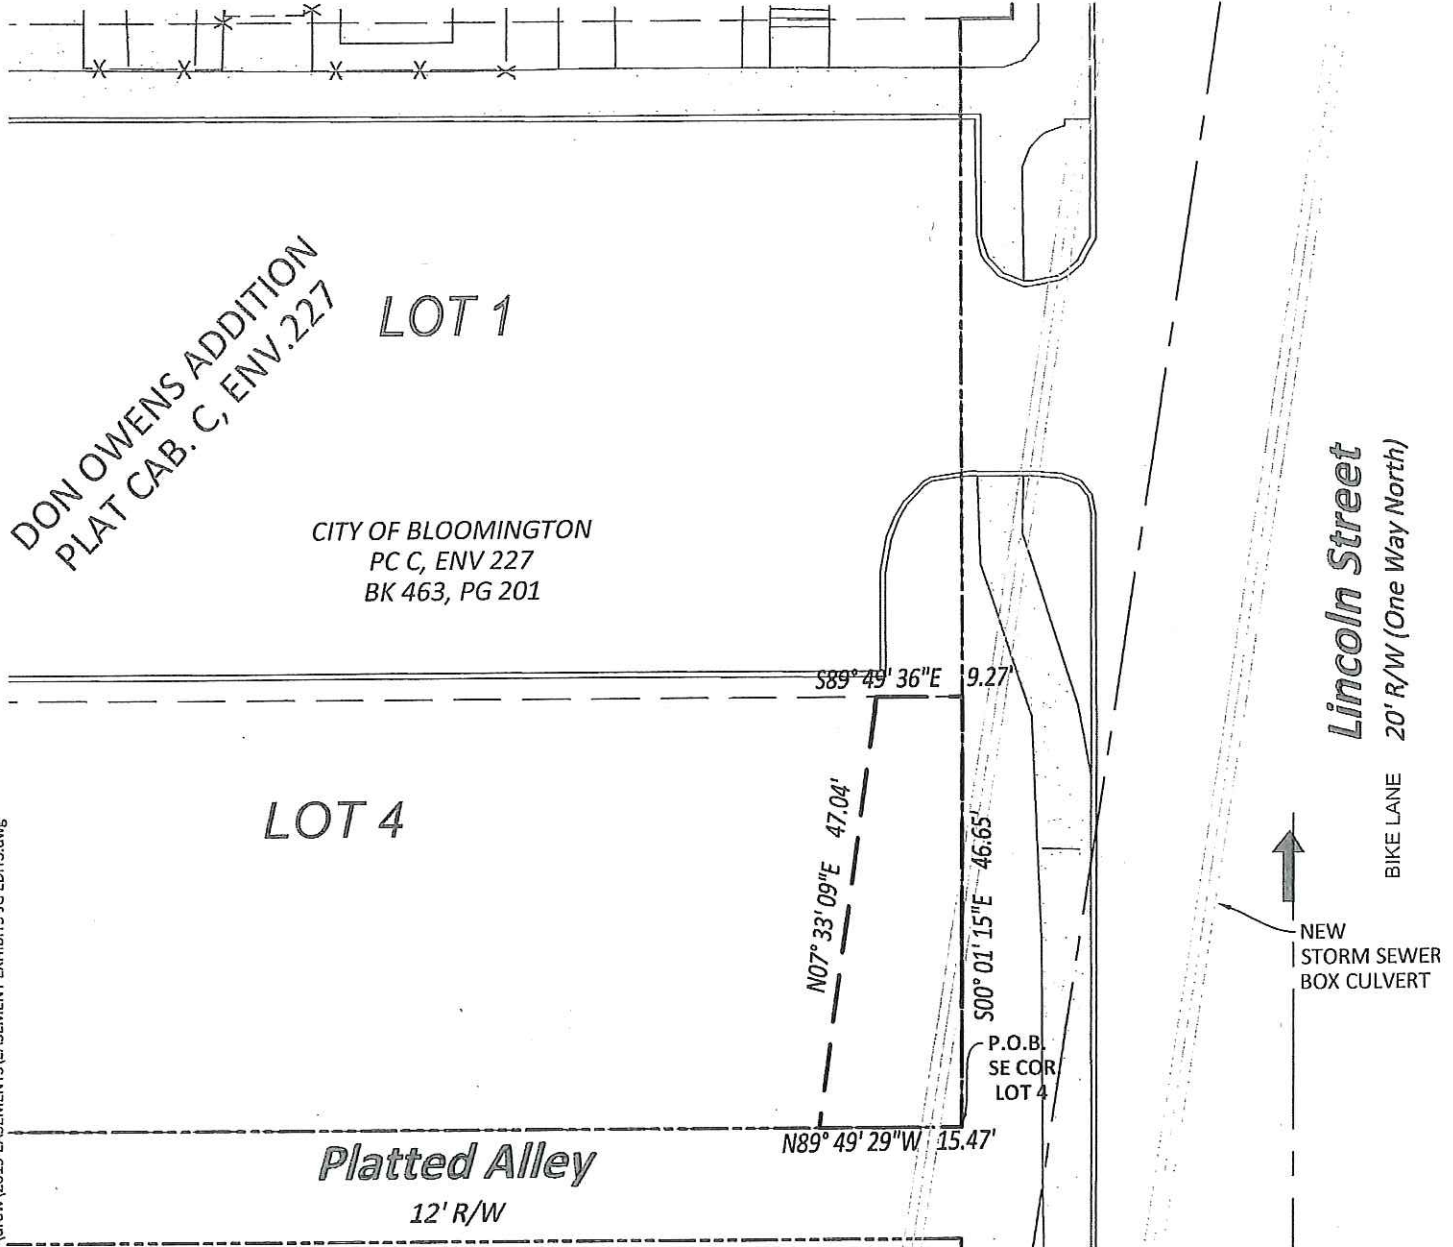 DON OWENS ADDITION
PLAT CAB. C, ENV.227
LOT 1
CITY OF BLOOMINGTON
PC C, ENV 227
BK 463, PG 201
S89° 49' 36"E 9.27'
LOT 4
N07° 33' 09"E 47.04'
S00° 01' 15"E 46.65'
P.O.B.
SE COR
LOT 4
N89° 49' 29"W 15.47'
Platted Alley
12' R/W
Lincoln Street
20' R/W (One Way North)
BIKE LANE
NEW
STORM SEWER
BOX CULVERT